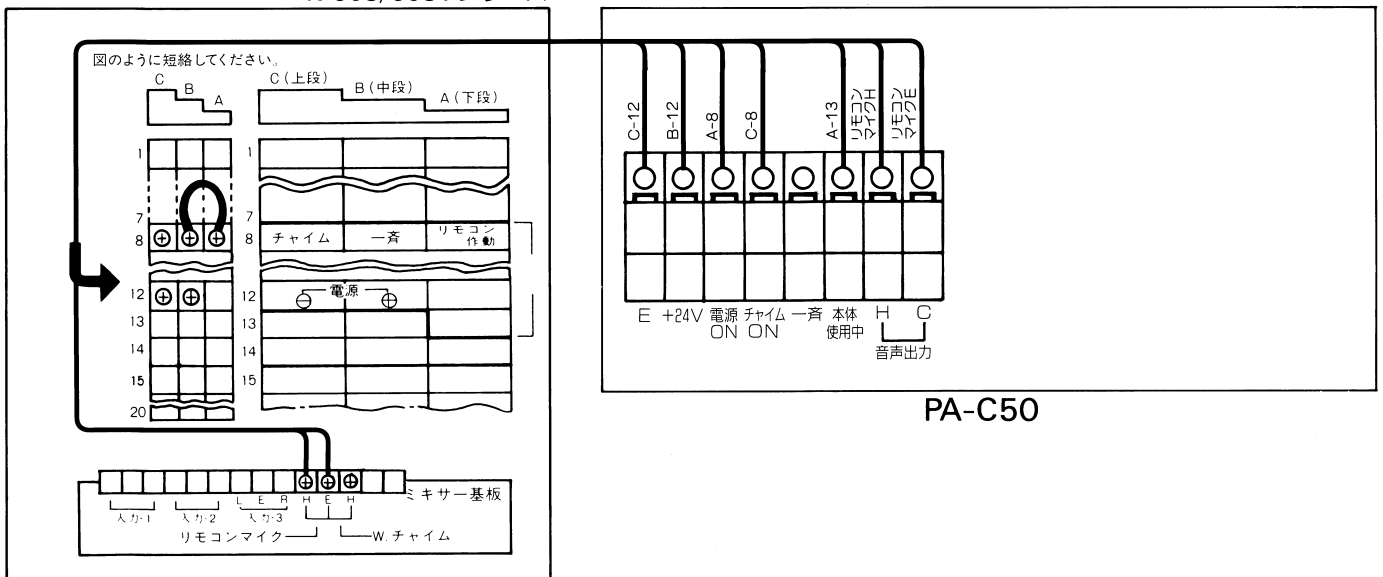 図のように短絡してください。
C B A
C(上段) B(中段) A(下段)
1 1
7 7
8 8 チャイム 一斉 リモコン作動
12 12 ⊖ 電源 ⊕
13 13
14 14
15 15
20
L E R H E H
ミキサー基板
入力・1 入力・2 入力・3
リモコンマイク W.チャイム
C-12
B-12
A-8
C-8
A-13
リモコンマイクH
リモコンマイクE
E +24V 電源ON チャイムON 一斉 本体使用中 H C
音声出力
PA-C50